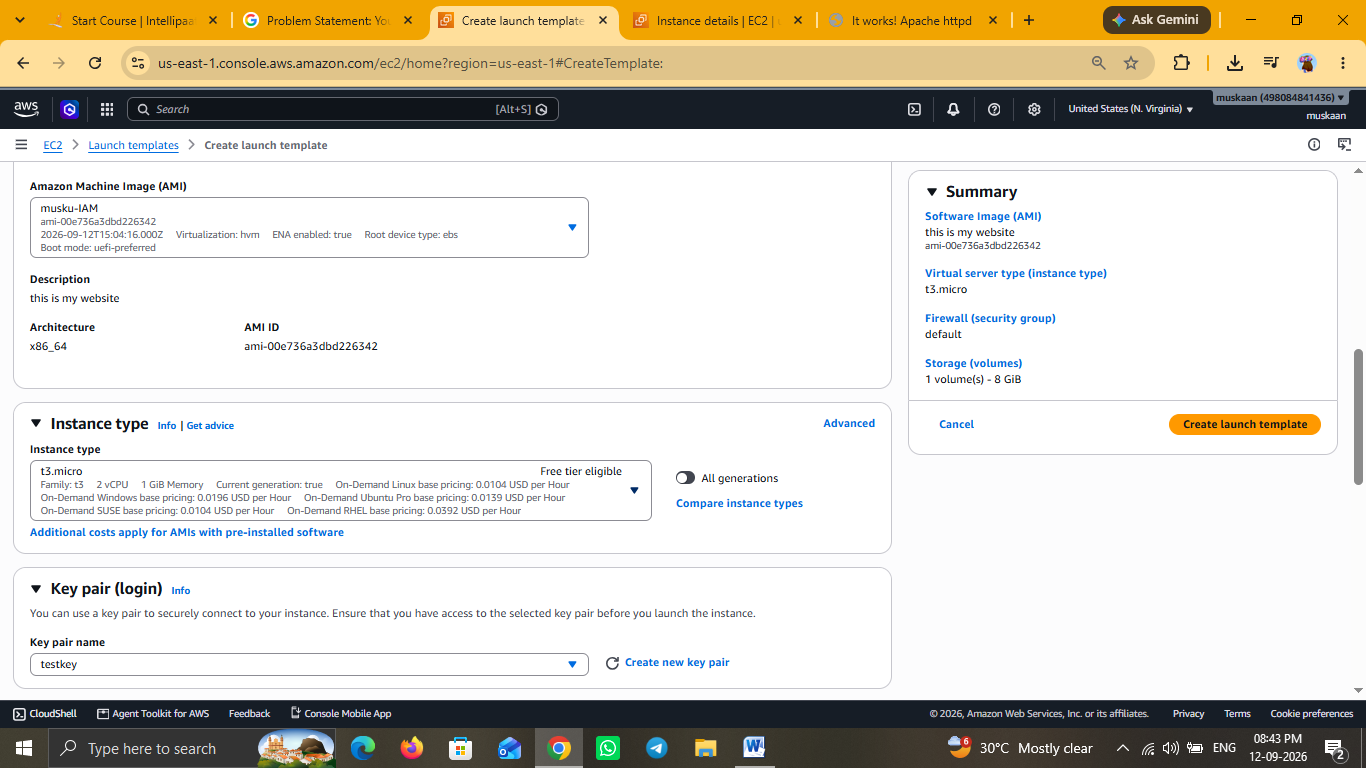 Start Course | Intellipaa
Problem Statement: You
Create launch template
Instance details | EC2 | u
It works! Apache httpd
Ask Gemini
us-east-1.console.aws.amazon.com/ec2/home?region=us-east-1#CreateTemplate:
aws
Search
[Alt+S]
United States (N. Virginia)
muskaan (498084841436)
muskaan
EC2
Launch templates
Create launch template
Amazon Machine Image (AMI)
musku-IAM
ami-00e736a3dbd226342
2026-09-12T15:04:16.000Z Virtualization: hvm ENA enabled: true Root device type: ebs
Boot mode: uefi-preferred
Description
this is my website
Architecture
AMI ID
x86_64
ami-00e736a3dbd226342
Instance type Info | Get advice
Advanced
Instance type
t3.micro
Free tier eligible
Family: t3 2 vCPU 1 GiB Memory Current generation: true On-Demand Linux base pricing: 0.0104 USD per Hour
On-Demand Windows base pricing: 0.0196 USD per Hour On-Demand Ubuntu Pro base pricing: 0.0139 USD per Hour
On-Demand SUSE base pricing: 0.0104 USD per Hour On-Demand RHEL base pricing: 0.0392 USD per Hour
All generations
Compare instance types
Additional costs apply for AMIs with pre-installed software
Key pair (login) Info
You can use a key pair to securely connect to your instance. Ensure that you have access to the selected key pair before you launch the instance.
Key pair name
testkey
Create new key pair
Summary
Software Image (AMI)
this is my website
ami-00e736a3dbd226342
Virtual server type (instance type)
t3.micro
Firewall (security group)
default
Storage (volumes)
1 volume(s) - 8 GiB
Cancel
Create launch template
CloudShell
Agent Toolkit for AWS
Feedback
Console Mobile App
© 2026, Amazon Web Services, Inc. or its affiliates.
Privacy
Terms
Cookie preferences
Type here to search
6
30°C Mostly clear
ENG
08:43 PM
12-09-2026
2